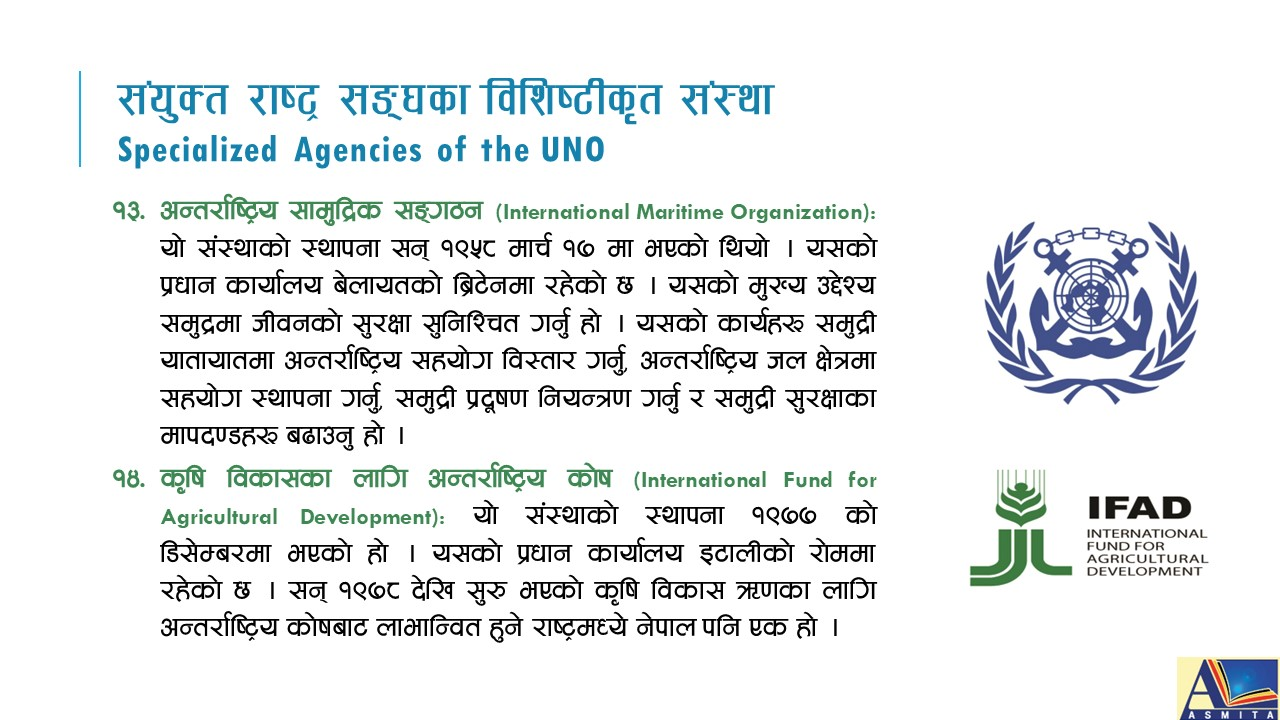 संयुक्त राष्ट्र सङ्घका विशिष्टीकृत संस्था
Specialized Agencies of the UNO
१३. अन्तर्राष्ट्रिय सामुद्रिक सङ्गठन (International Maritime Organization):
यो संस्थाको स्थापना सन् १९५८ मार्च १७ मा भएको थियो । यसको
प्रधान कार्यालय बेलायतको ब्रिटेनमा रहेको छ । यसको मुख्य उद्देश्य
समुद्रमा जीवनको सुरक्षा सुनिश्चित गर्नु हो । यसको कार्यहरू समुद्री
यातायातमा अन्तर्राष्ट्रिय सहयोग विस्तार गर्नु, अन्तर्राष्ट्रिय जल क्षेत्रमा
सहयोग स्थापना गर्नु, समुद्री प्रदूषण नियन्त्रण गर्नु र समुद्री सुरक्षाका
मापदण्डहरू बढाउनु हो ।
१४. कृषि विकासका लागि अन्तर्राष्ट्रिय कोष (International Fund for
Agricultural Development): यो संस्थाको स्थापना १९७७ को
डिसेम्बरमा भएको हो । यसको प्रधान कार्यालय इटालीको रोममा
रहेको छ । सन् १९७८ देखि सुरु भएको कृषि विकास ऋणका लागि
अन्तर्राष्ट्रिय कोषबाट लाभान्वित हुने राष्ट्रमध्ये नेपाल पनि एक हो ।
IFAD
INTERNATIONAL
FUND FOR
AGRICULTURAL
DEVELOPMENT
ASMITA